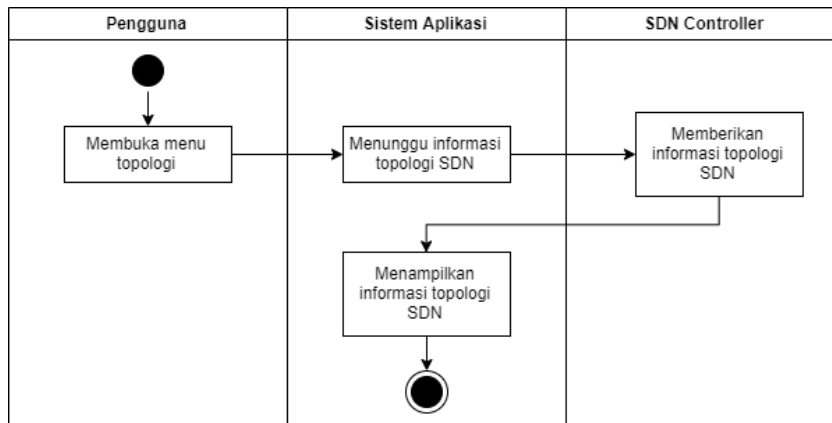 Pengguna
Sistem Aplikasi
SDN Controller
Membuka menu
topologi
Menunggu informasi
topologi SDN
Memberikan
informasi topologi
SDN
Menampilkan
informasi topologi
SDN